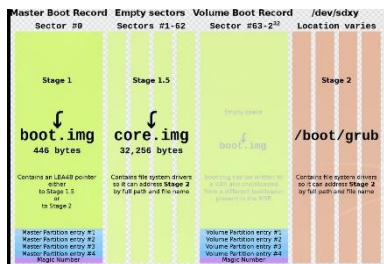 Master Boot Record
Sector #0
Stage 1
boot.img
446 bytes
Contains an LBA48 pointer
either
to Stage 1.5
or
to Stage 2
Master Partition entry #1
Master Partition entry #2
Master Partition entry #3
Master Partition entry #4
Magic Number
Empty sectors
Sectors #1-62
Stage 1.5
core.img
32,256 bytes
Contains file system drivers
so it can address Stage 2
by full path and file name
Volume Boot Record
Sector #63-2³²
Empty space
boot.img
boot.img can be written to
Volume Partition entry #1
Volume Partition entry #2
Volume Partition entry #3
Volume Partition entry #4
Magic Number
/dev/sdxy
Location varies
Stage 2
/boot/grub
Contains file system drivers
so it can address Stage 2
by full path and file name